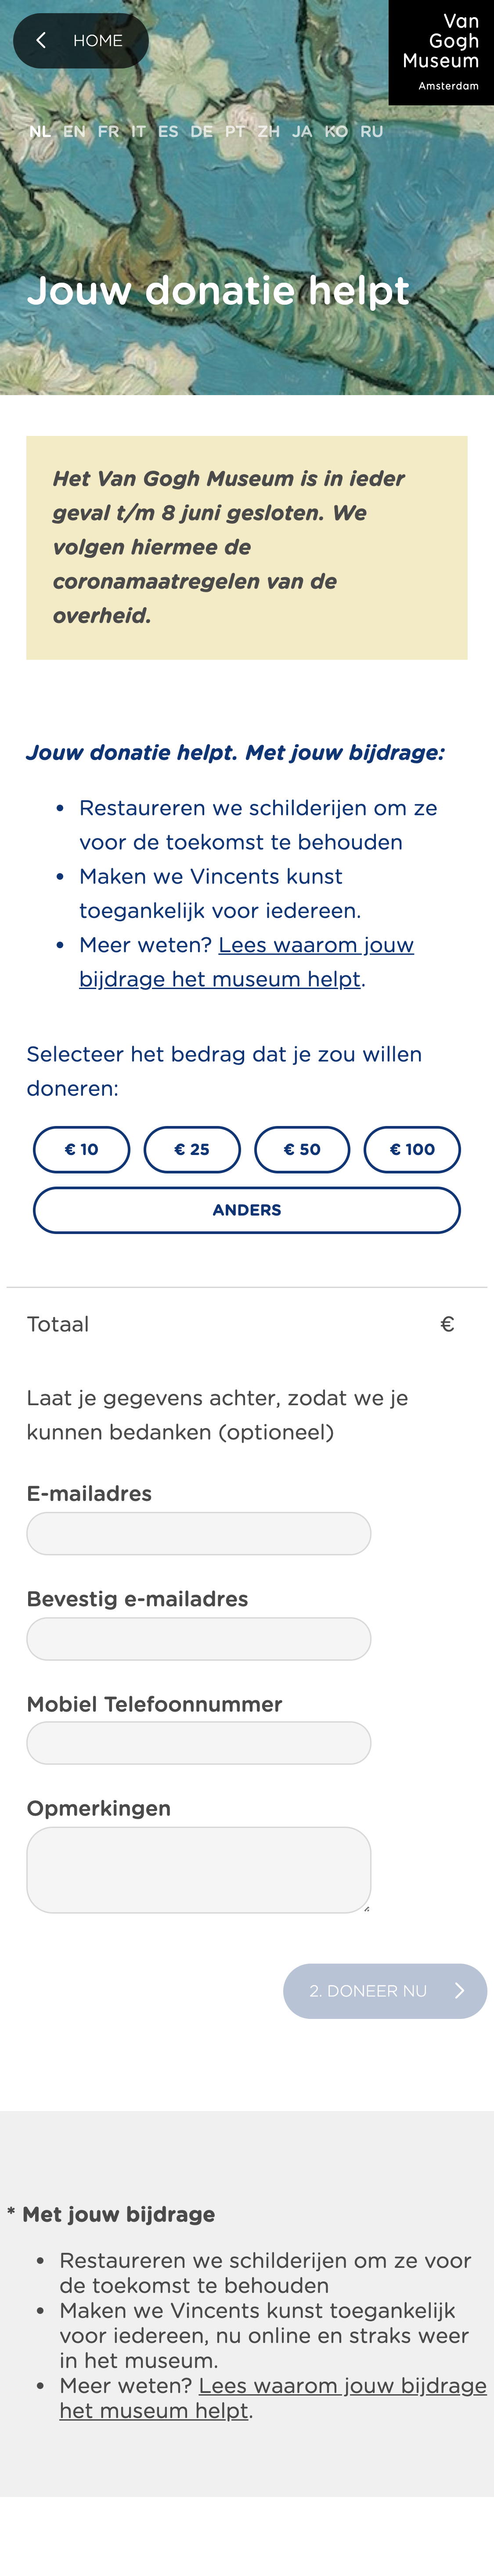 HOME
Van
Gogh
Museum
Amsterdam
NL EN FR IT ES DE PT ZH JA KO RU
Jouw donatie helpt
Het Van Gogh Museum is in ieder
geval t/m 8 juni gesloten. We
volgen hiermee de
coronamaatregelen van de
overheid.
Jouw donatie helpt. Met jouw bijdrage:
• Restaureren we schilderijen om ze
voor de toekomst te behouden
• Maken we Vincents kunst
toegankelijk voor iedereen.
• Meer weten? Lees waarom jouw
bijdrage het museum helpt.
Selecteer het bedrag dat je zou willen
doneren:
€ 10 € 25 € 50 € 100
ANDERS
Totaal €
Laat je gegevens achter, zodat we je
kunnen bedanken (optioneel)
E-mailadres
Bevestig e-mailadres
Mobiel Telefoonnummer
Opmerkingen
2. DONEER NU
* Met jouw bijdrage
• Restaureren we schilderijen om ze voor
de toekomst te behouden
• Maken we Vincents kunst toegankelijk
voor iedereen, nu online en straks weer
in het museum.
• Meer weten? Lees waarom jouw bijdrage
het museum helpt.